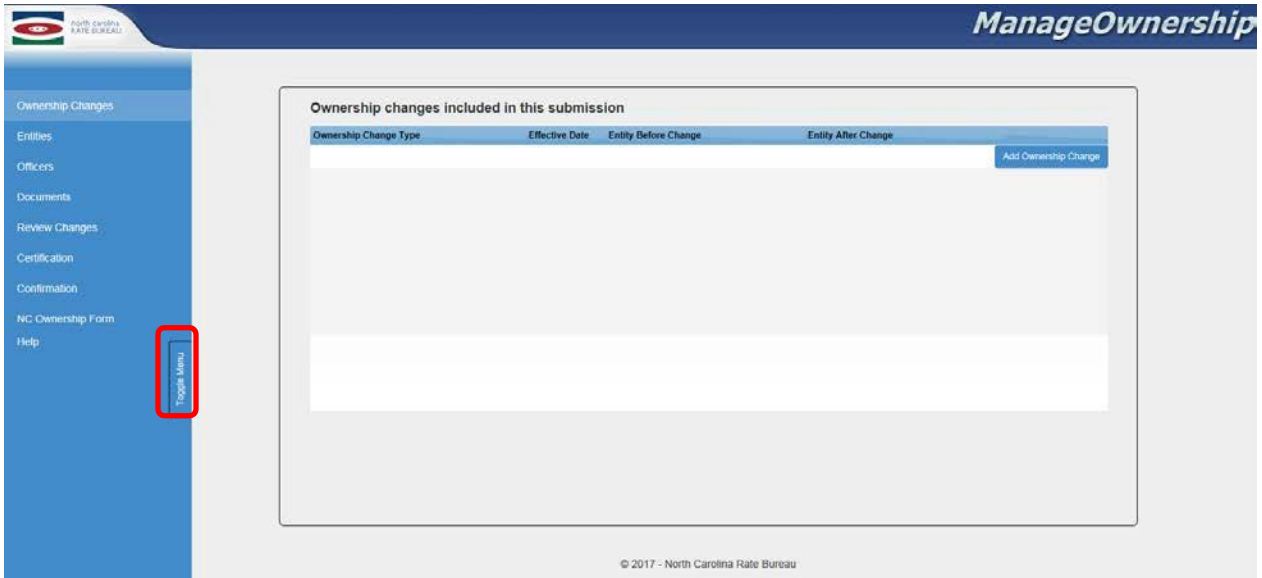 north carolina
RATE BUREAU
ManageOwnership
Ownership Changes
Entities
Officers
Documents
Review Changes
Certification
Confirmation
NC Ownership Form
Help
Toggle Menu
Ownership changes included in this submission
Ownership Change Type Effective Date Entity Before Change Entity After Change
Add Ownership Change
© 2017 - North Carolina Rate Bureau